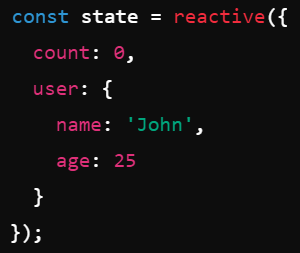 const state = reactive({
  count: 0,
  user: {
    name: 'John',
    age: 25
  }
});